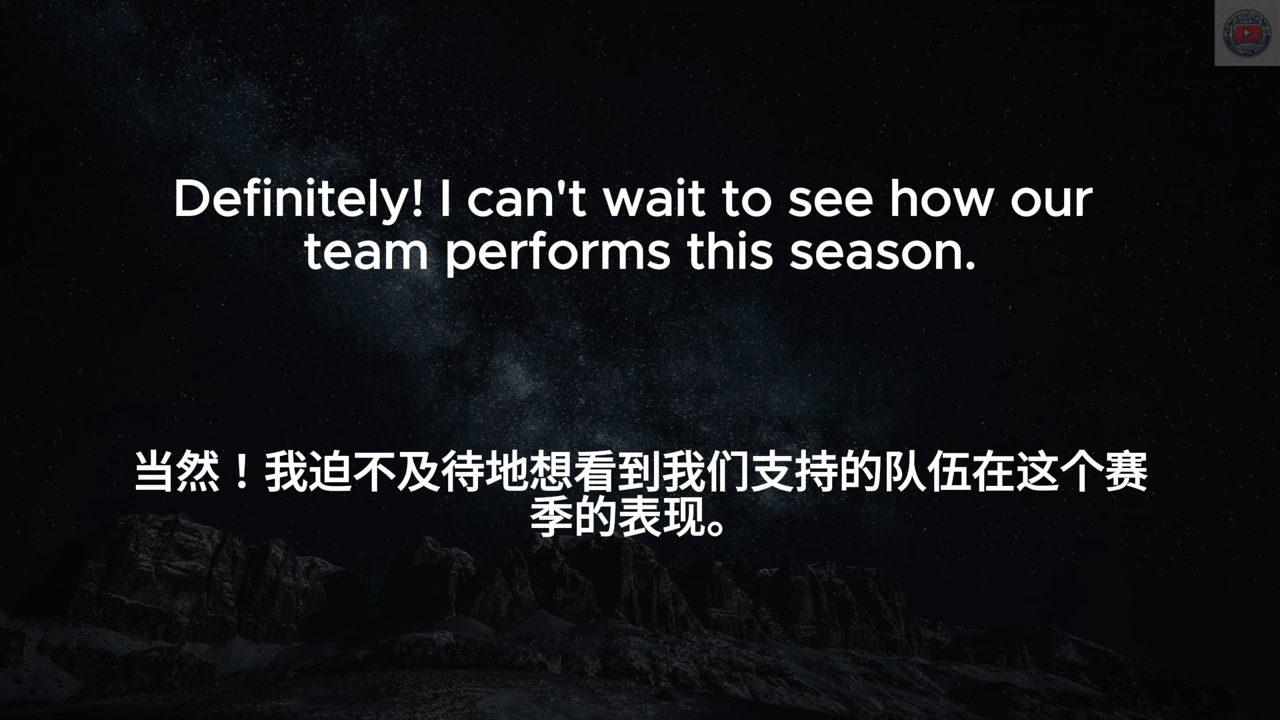 Definitely! I can't wait to see how our
team performs this season.
当然！我迫不及待地想看到我们支持的队伍在这个赛
季的表现。